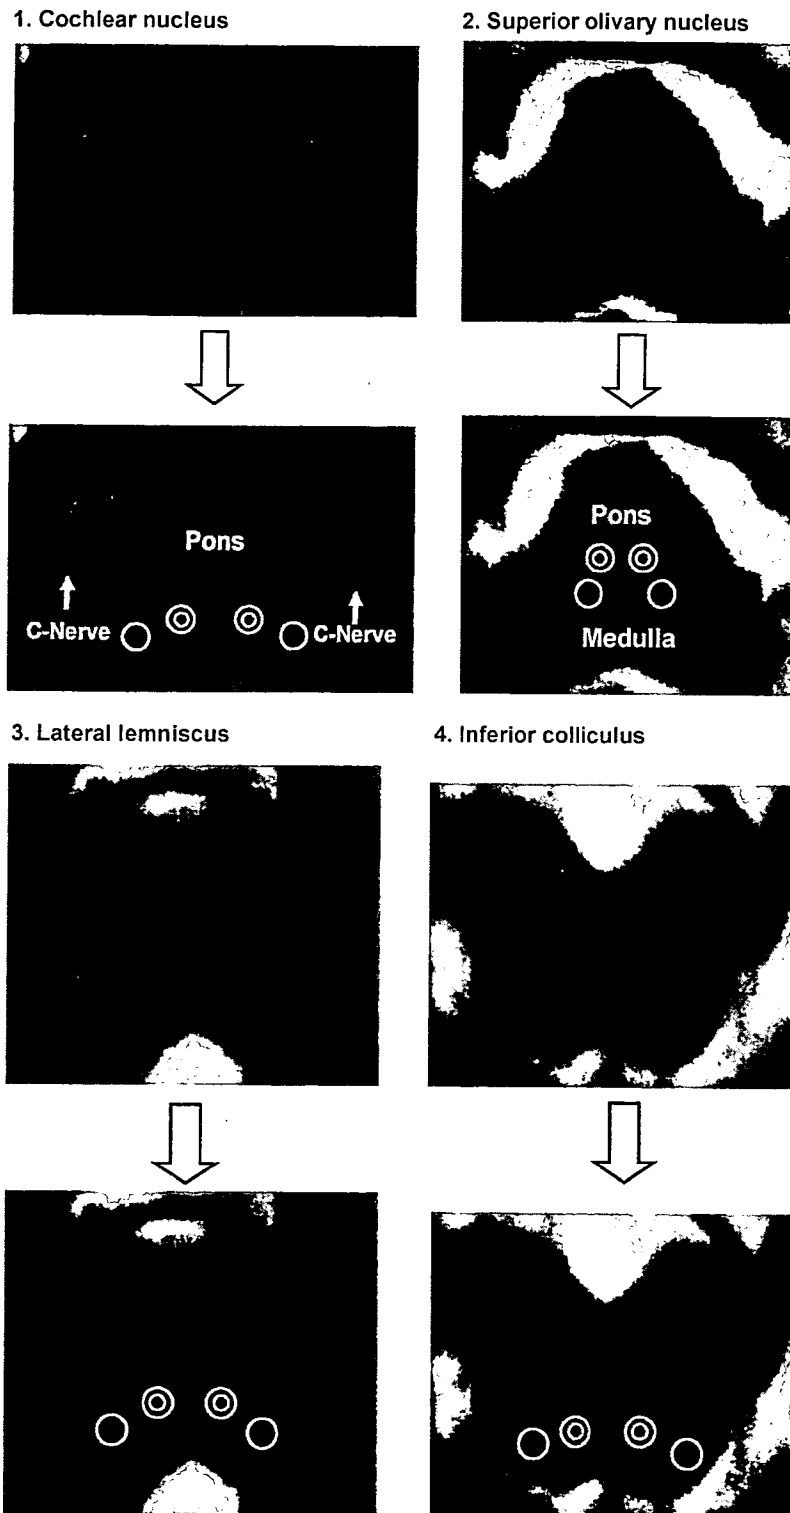 1. Cochlear nucleus
2. Superior olivary nucleus
Pons
C-Nerve
C-Nerve
Pons
Medulla
3. Lateral lemniscus
4. Inferior colliculus